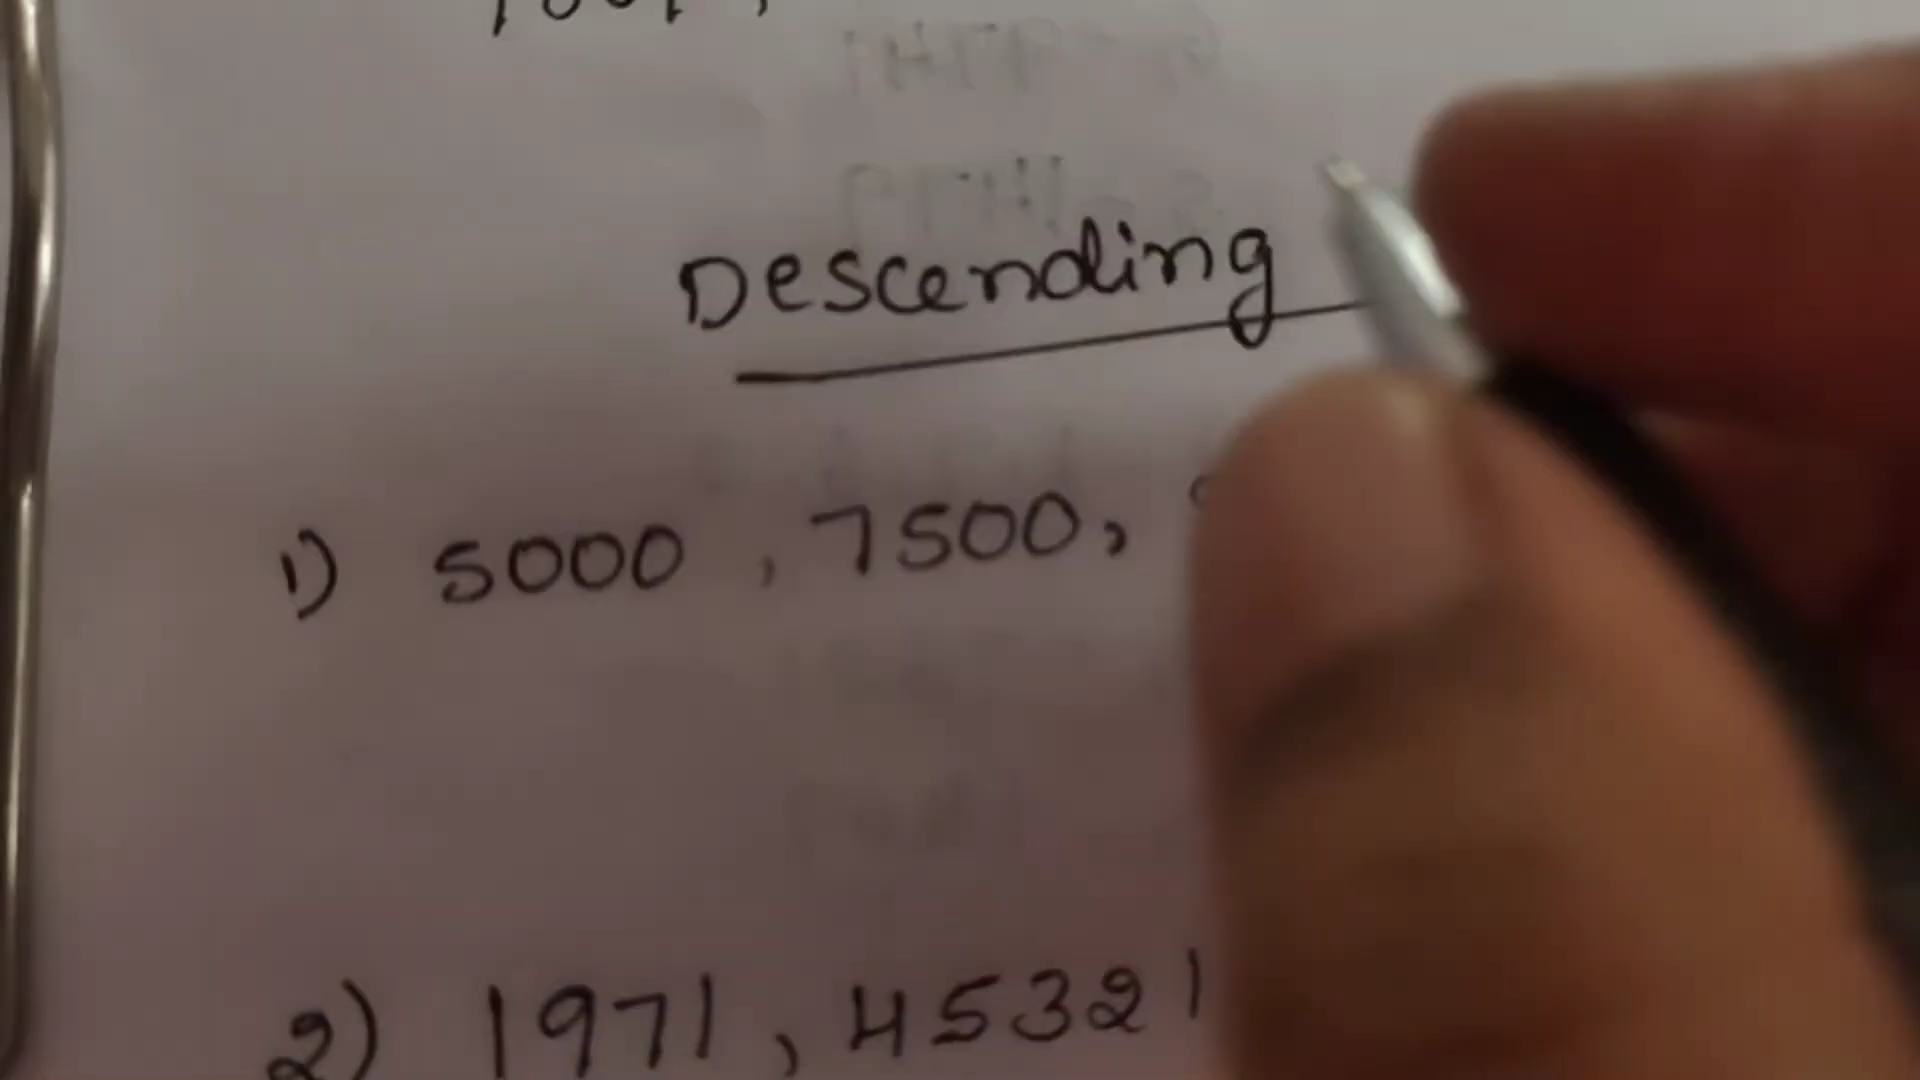 Descending
1) 5000 , 7500,
2) 1971, 45321